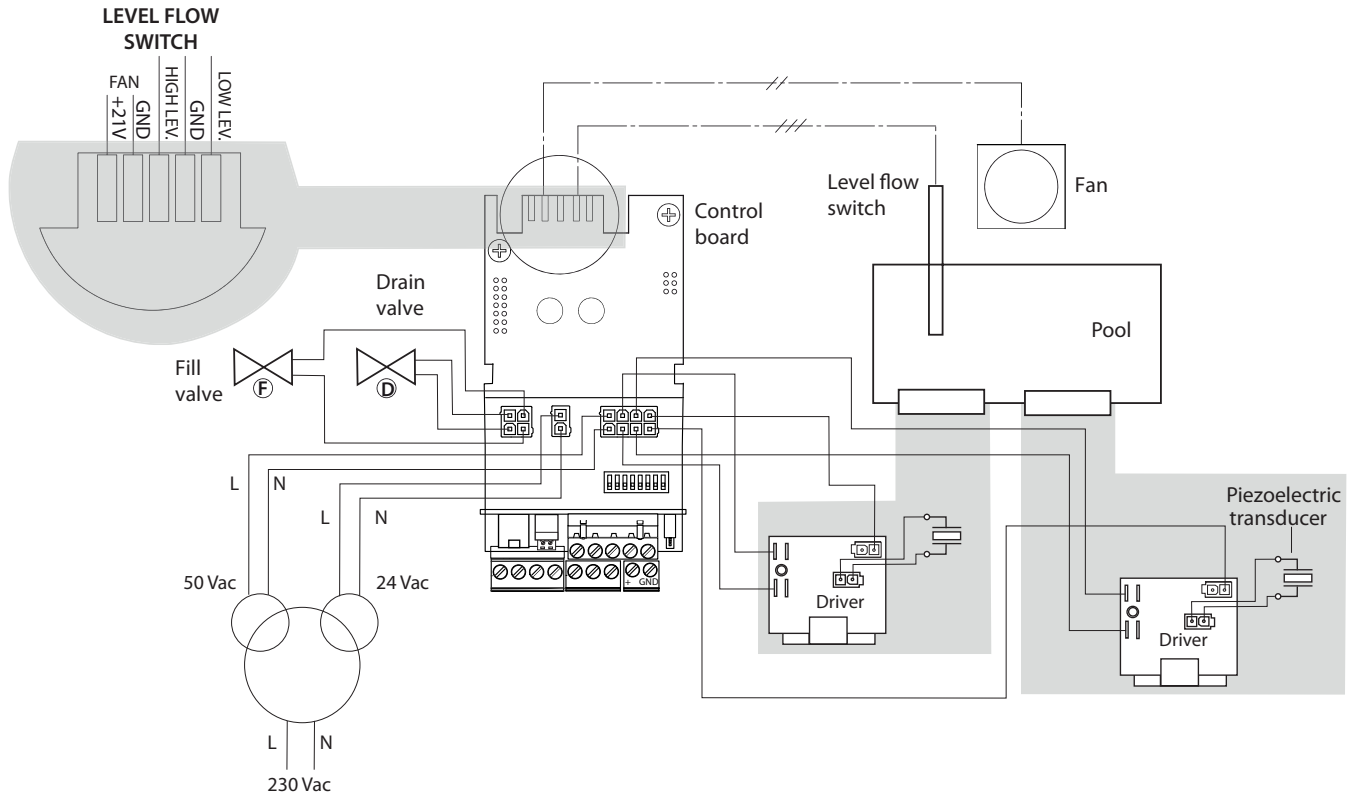 LEVEL FLOW
SWITCH
FAN
+21V
GND
HIGH LEV.
GND
LOW LEV.
Level flow
switch
Fan
Control
board
Pool
Drain
valve
Fill
valve
F
D
L
N
L
N
50 Vac
24 Vac
+ GND
Driver
Piezoelectric
transducer
Driver
L
N
230 Vac